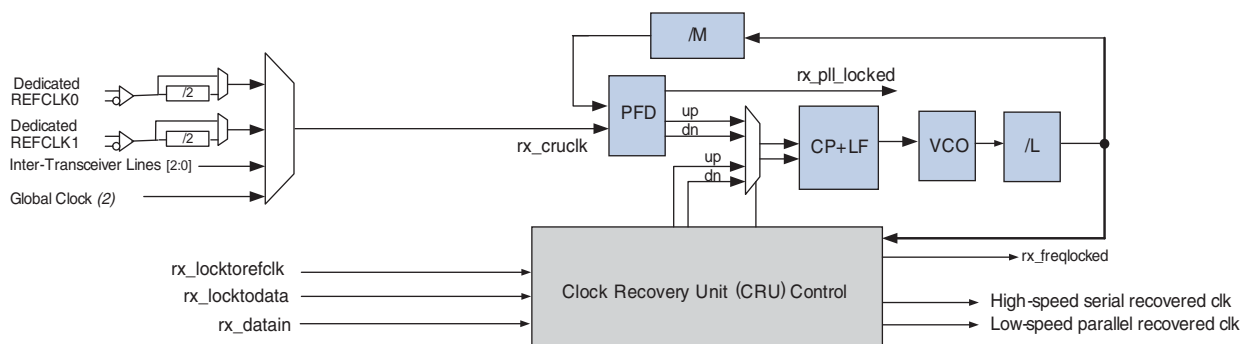 /M
Dedicated
REFCLK0
/2
rx_pll_locked
PFD
up
dn
Dedicated
REFCLK1
/2
rx_cruclk
CP+LF
VCO
/L
Inter-Transceiver Lines [2:0]
up
dn
Global Clock (2)
rx_locktorefclk
rx_locktodata
rx_datain
Clock Recovery Unit (CRU) Control
rx_freqlocked
High-speed serial recovered clk
Low-speed parallel recovered clk